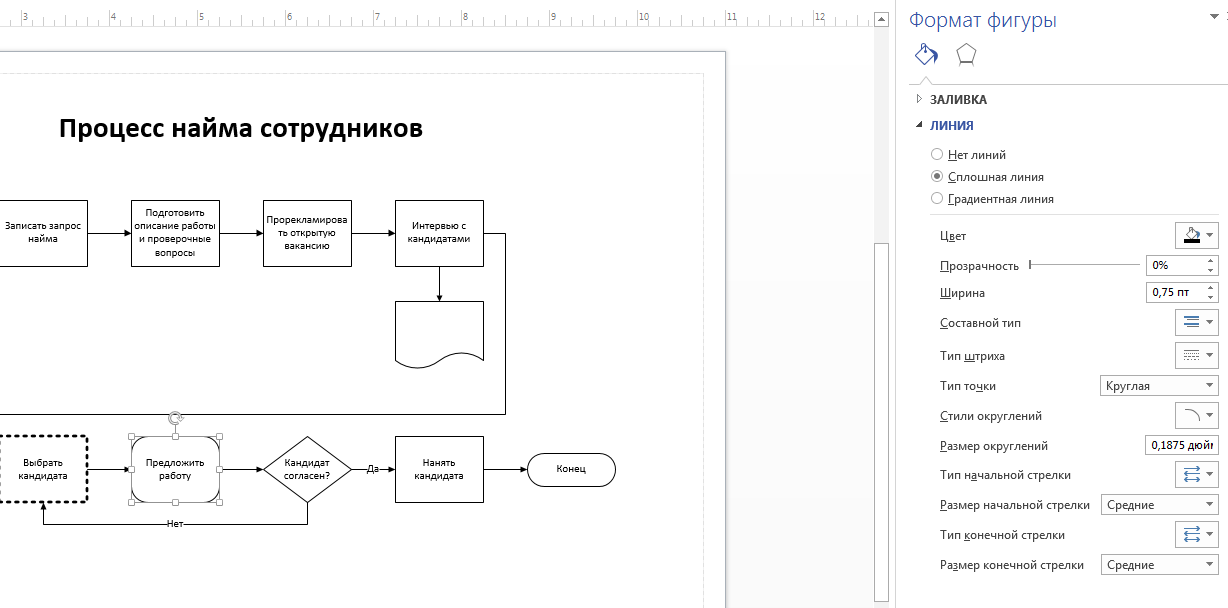 3 4 5 6 7 8 9 10 11 12
Формат фигуры
ЗАЛИВКА
ЛИНИЯ
Нет линий
Сплошная линия
Градиентная линия
Цвет
Прозрачность 0%
Ширина 0,75 пт
Составной тип
Тип штриха
Тип точки Круглая
Стили округлений
Размер округлений 0,1875 дюйм
Тип начальной стрелки
Размер начальной стрелки Средние
Тип конечной стрелки
Размер конечной стрелки Средние
Процесс найма сотрудников
Записать запрос
найма
Подготовить
описание работы
и проверочные
вопросы
Прорекламирова
ть открытую
вакансию
Интервью с
кандидатами
Выбрать
кандидата
Предложить
работу
Кандидат
согласен?
Да
Нанять
кандидата
Конец
Нет